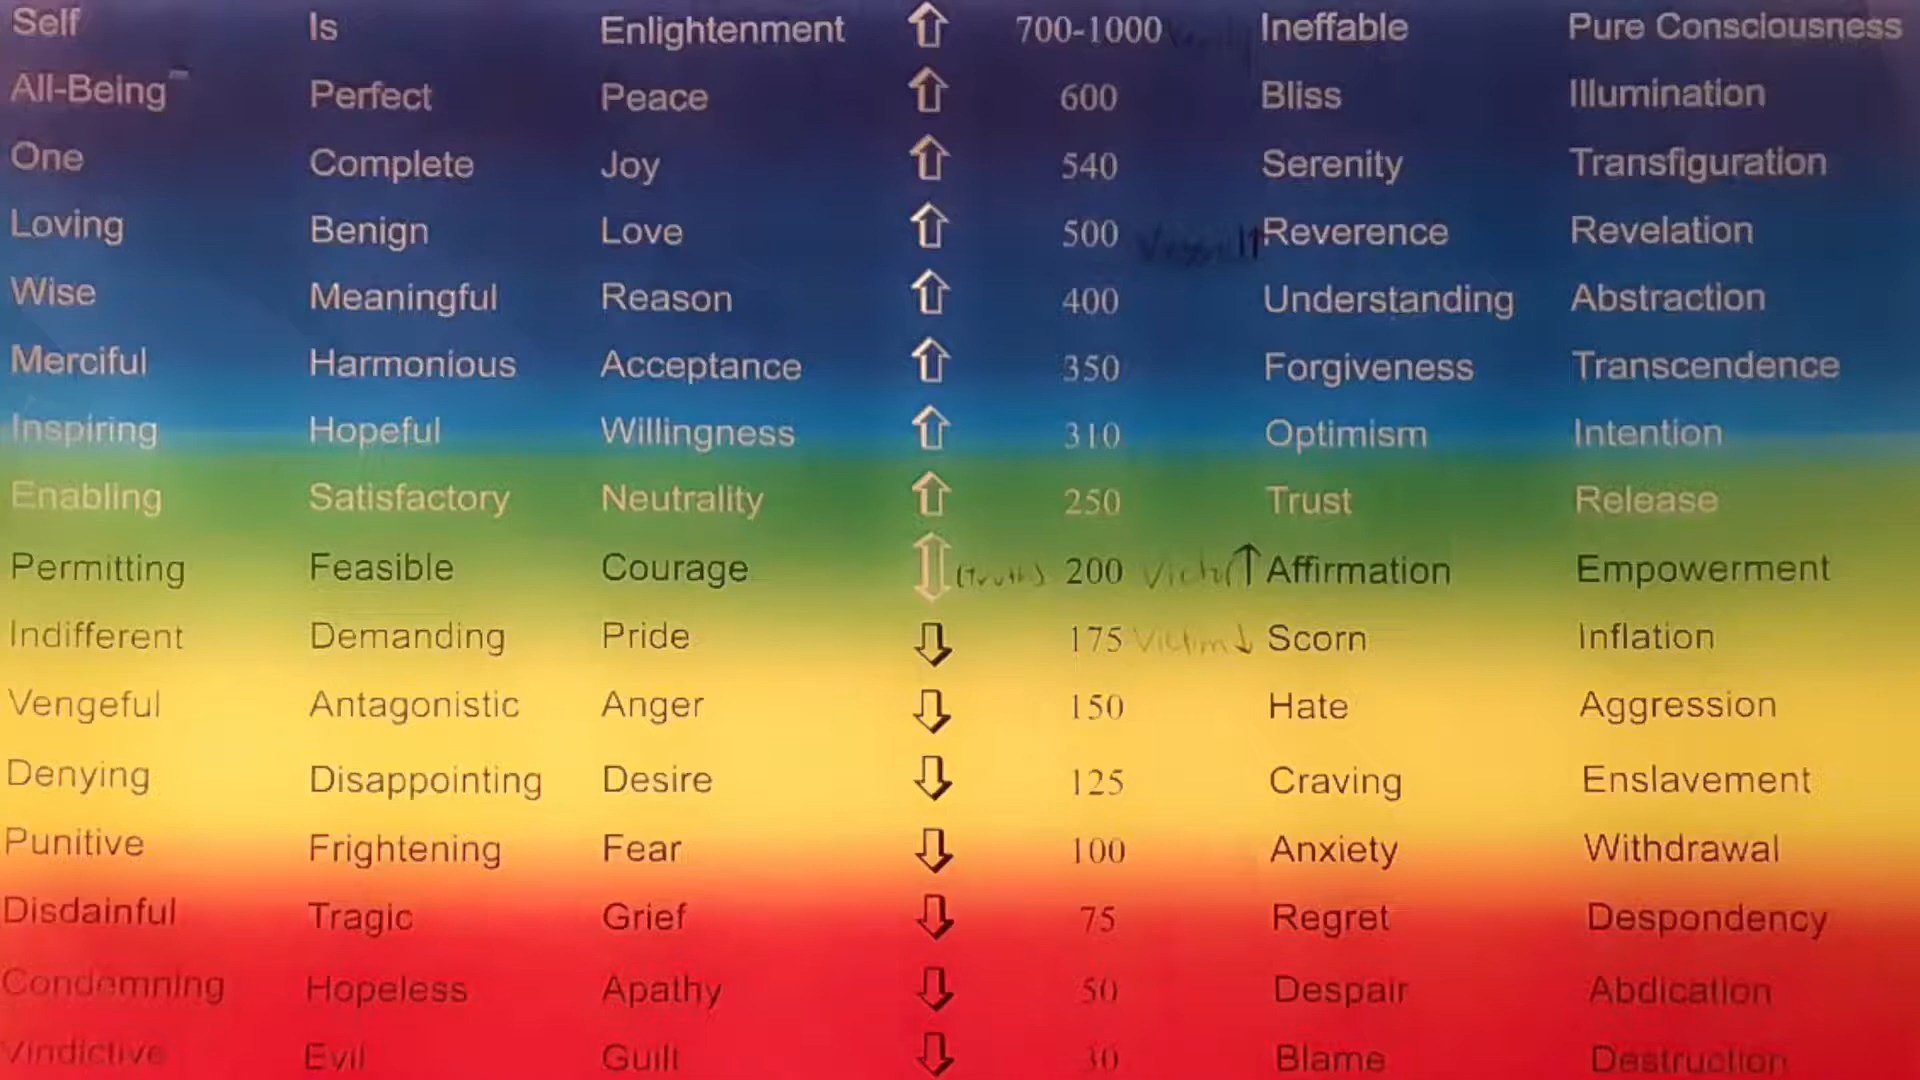 Self Is Enlightenment 700-1000 Ineffable Pure Consciousness
All-Being Perfect Peace 600 Bliss Illumination
One Complete Joy 540 Serenity Transfiguration
Loving Benign Love 500 Reverence Revelation
Wise Meaningful Reason 400 Understanding Abstraction
Merciful Harmonious Acceptance 350 Forgiveness Transcendence
Inspiring Hopeful Willingness 310 Optimism Intention
Enabling Satisfactory Neutrality 250 Trust Release
Permitting Feasible Courage (Truth) 200 Victor Affirmation Empowerment
Indifferent Demanding Pride 175 Victim Scorn Inflation
Vengeful Antagonistic Anger 150 Hate Aggression
Denying Disappointing Desire 125 Craving Enslavement
Punitive Frightening Fear 100 Anxiety Withdrawal
Disdainful Tragic Grief 75 Regret Despondency
Condemning Hopeless Apathy 50 Despair Abdication
Vindictive Evil Guilt 30 Blame Destruction